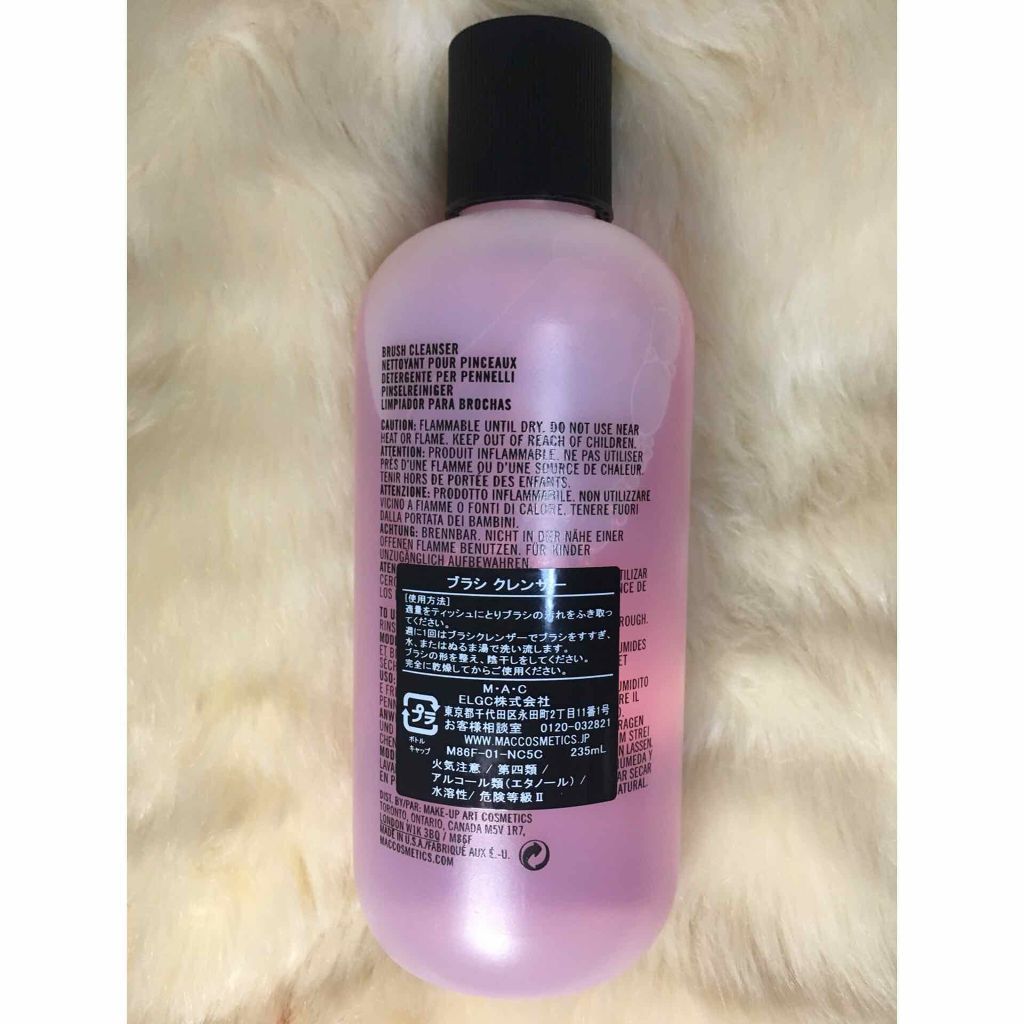 BRUSH CLEANSER
NETTOYANT POUR PINCEAUX
DETERGENTE PER PENNELLI
PINSELREINIGER
LIMPIADOR PARA BROCHAS
CAUTION: FLAMMABLE UNTIL DRY. DO NOT USE NEAR
HEAT OR FLAME. KEEP OUT OF REACH OF CHILDREN.
ATTENTION: PRODUIT INFLAMMABLE. NE PAS UTILISER
PRÈS D'UNE FLAMME OU D'UNE SOURCE DE CHALEUR.
TENIR HORS DE PORTÉE DES ENFANTS.
ATTENZIONE: PRODOTTO INFIAMMABILE. NON UTILIZZARE
VICINO A FIAMME O FONTI DI CALORE. TENERE FUORI
DALLA PORTATA DEI BAMBINI.
ACHTUNG: BRENNBAR. NICHT IN DER NÄHE EINER
OFFENEN FLAMME BENUTZEN. FÜR KINDER
UNZUGÄNGLICH AUFBEWAHREN.
ブラシ クレンザー
[使用方法]
適量をティッシュにとりブラシの汚れをふき取っ
てください。
週に1回はブラシクレンザーでブラシをすすぎ、
水、またはぬるま湯で洗い流します。
ブラシの形を整え、陰干しをしてください。
完全に乾燥してからご使用ください。
M・A・C
ELGC株式会社
東京都千代田区永田町2丁目11番1号
お客様相談室 0120-032821
WWW.MACCOSMETICS.JP
プラ
ボトル
キャップ
M86F-01-NC5C 235mL
火気注意 / 第四類 /
アルコール類(エタノール) /
水溶性/ 危険等級Ⅱ
DIST. BY/PAR: MAKE-UP ART COSMETICS
TORONTO, ONTARIO, CANADA M5V 1R7,
LONDON W1K 3BQ / M86F
MADE IN U.S.A./FABRIQUÉ AUX É.-U.
MACCOSMETICS.COM